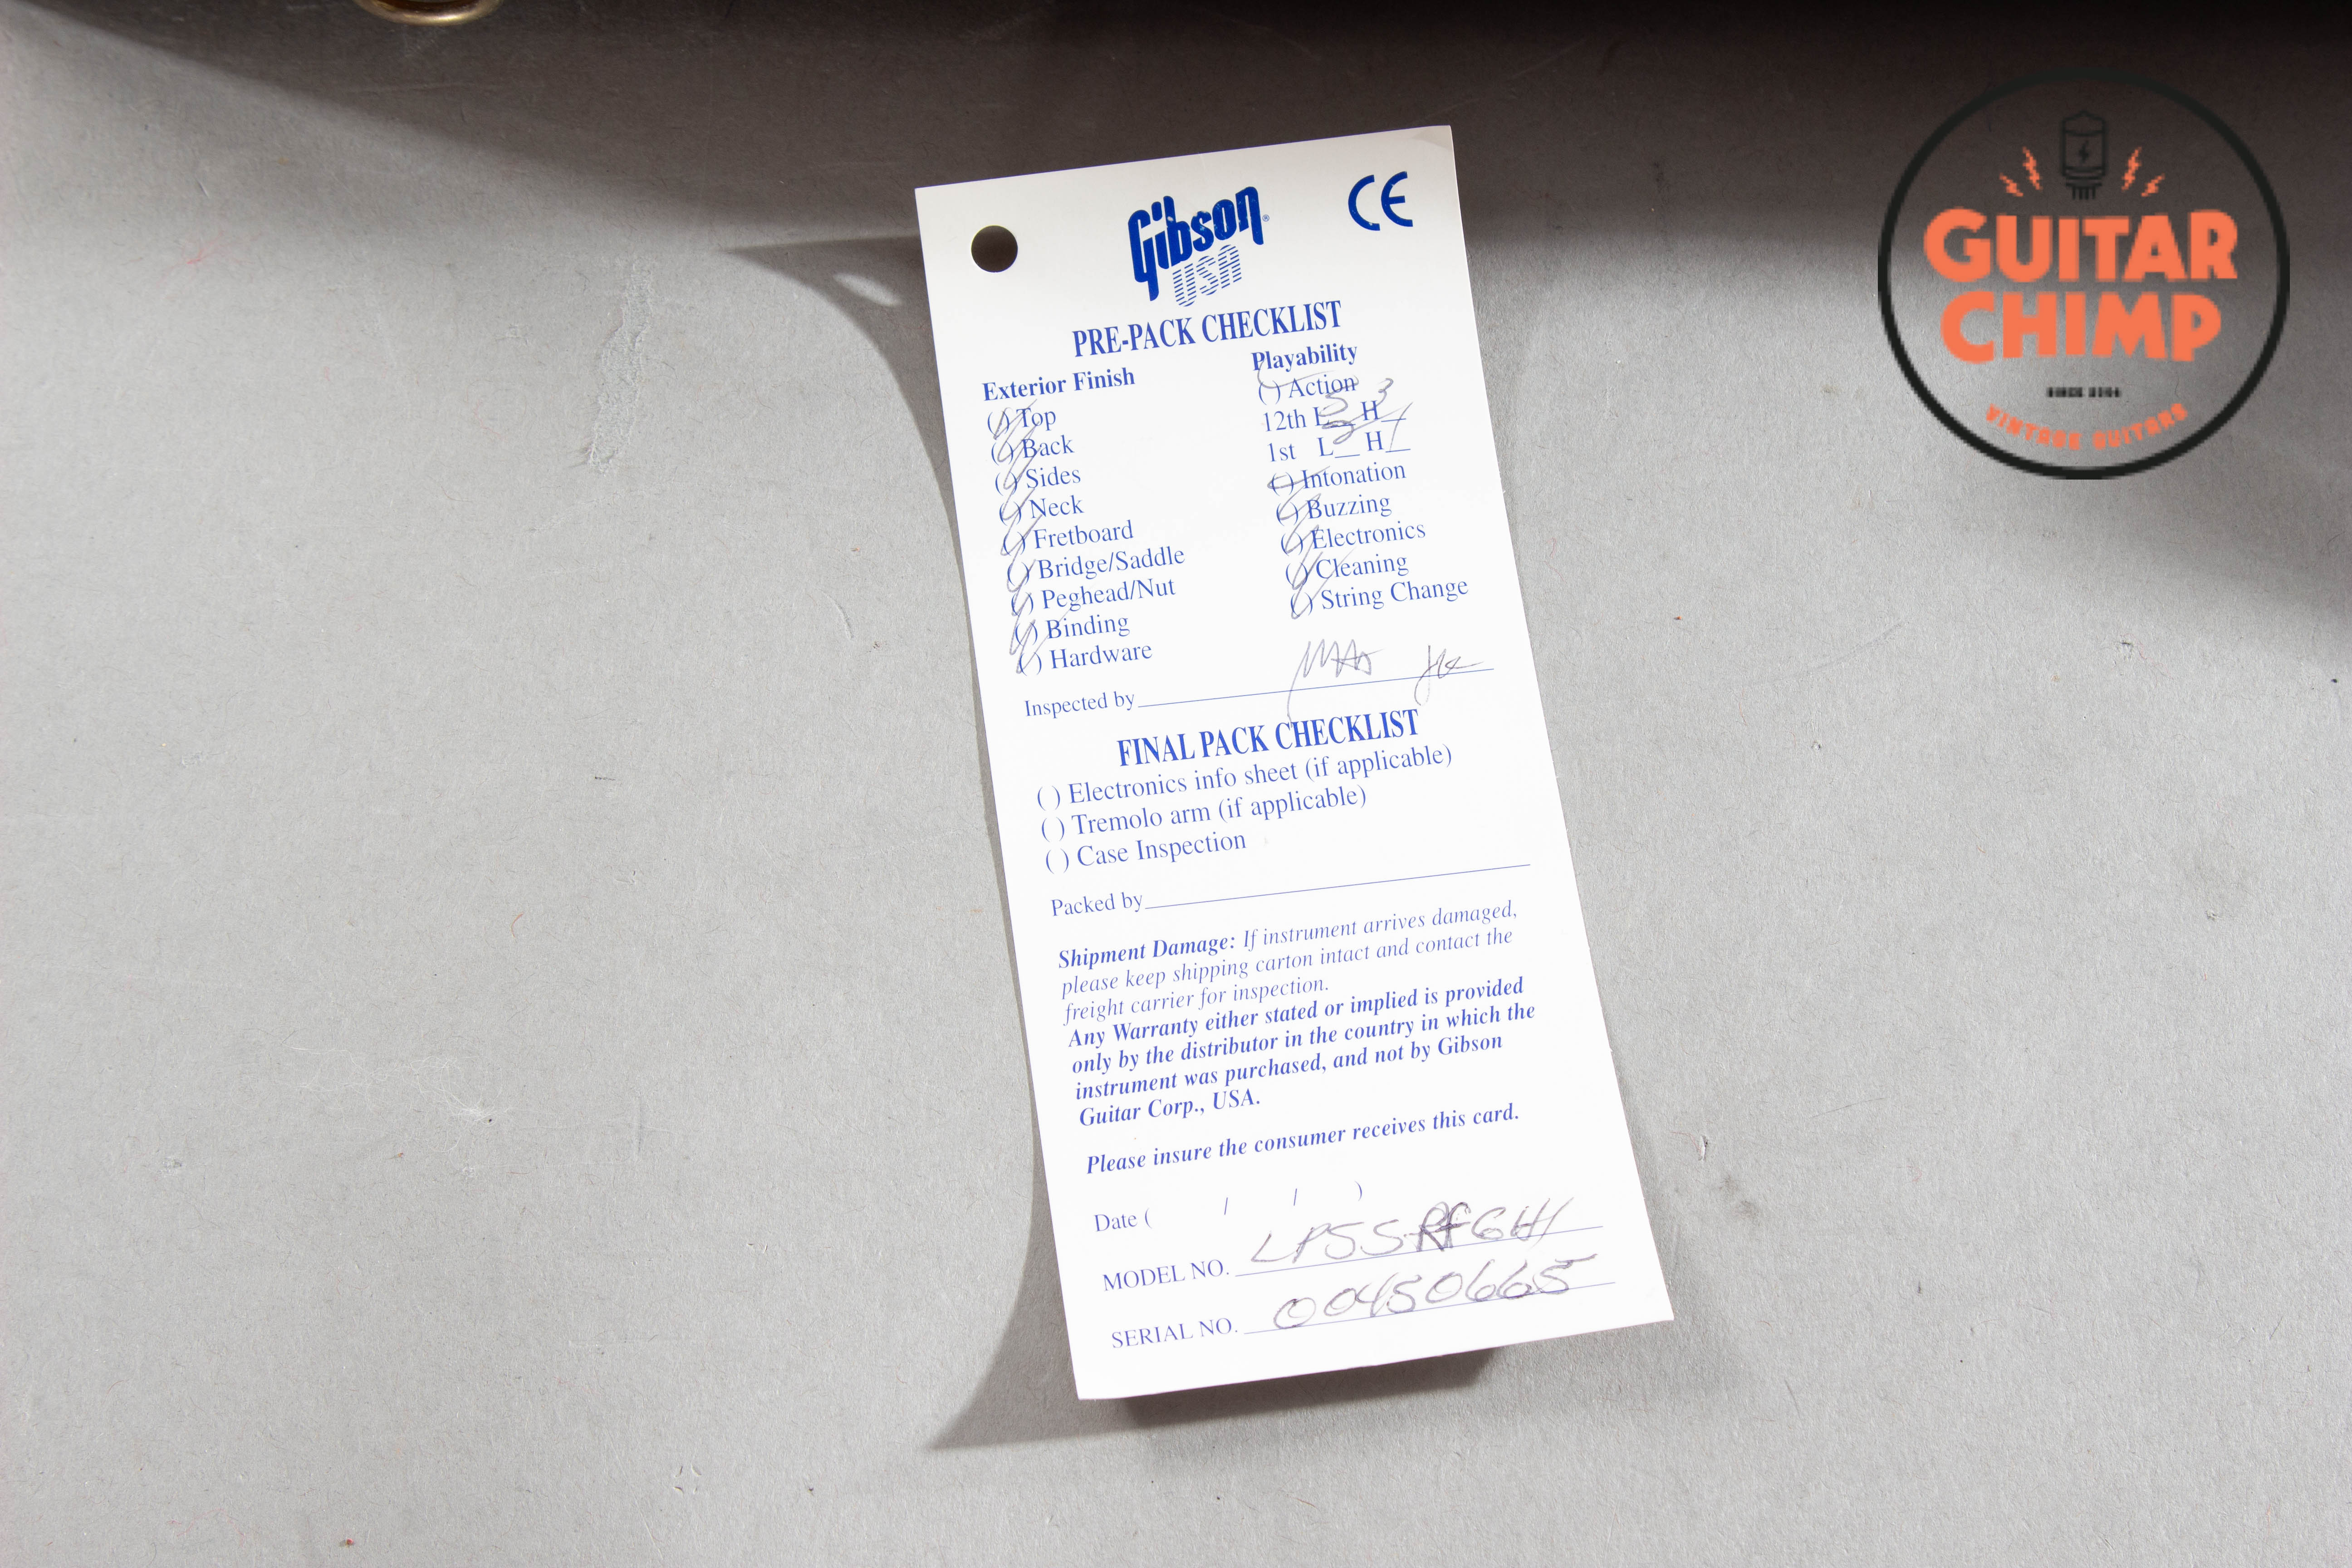 Gibson
USA
CE
PRE-PACK CHECKLIST
Exterior Finish
( ) Top
( ) Back
( ) Sides
( ) Neck
( ) Fretboard
( ) Bridge/Saddle
( ) Peghead/Nut
( ) Binding
( ) Hardware
Playability
( ) Action
12th L 5 H 3
1st L 2 H 1
( ) Intonation
( ) Buzzing
( ) Electronics
( ) Cleaning
( ) String Change
Inspected by
FINAL PACK CHECKLIST
( ) Electronics info sheet (if applicable)
( ) Tremolo arm (if applicable)
( ) Case Inspection
Packed by
Shipment Damage: If instrument arrives damaged,
please keep shipping carton intact and contact the
freight carrier for inspection.
Any Warranty either stated or implied is provided
only by the distributor in the country in which the
instrument was purchased, and not by Gibson
Guitar Corp., USA.
Please insure the consumer receives this card.
Date ( / / )
MODEL NO.
SERIAL NO. 00450665
GUITAR
CHIMP
VINTAGE GUITARS